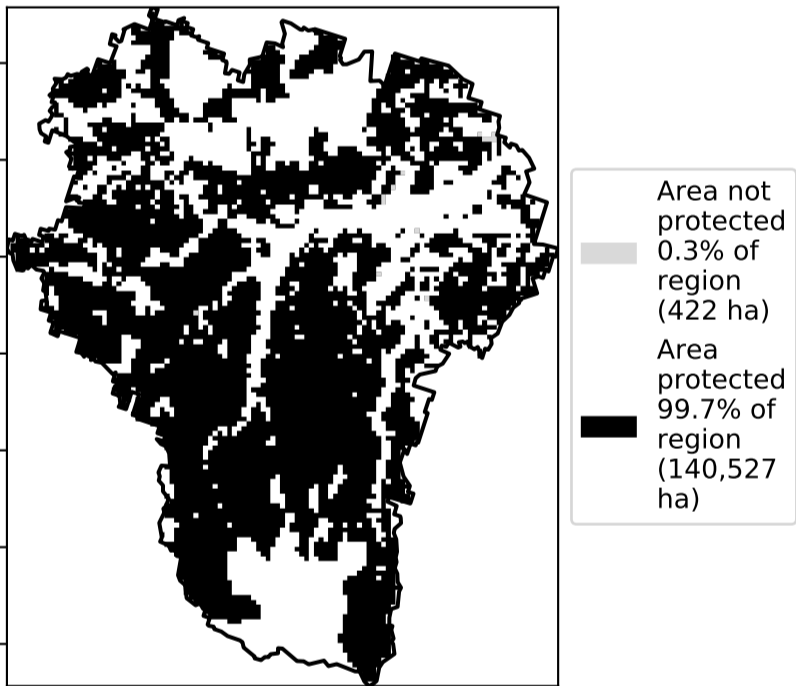 Area not
protected
0.3% of
region
(422 ha)
Area
protected
99.7% of
region
(140,527
ha)